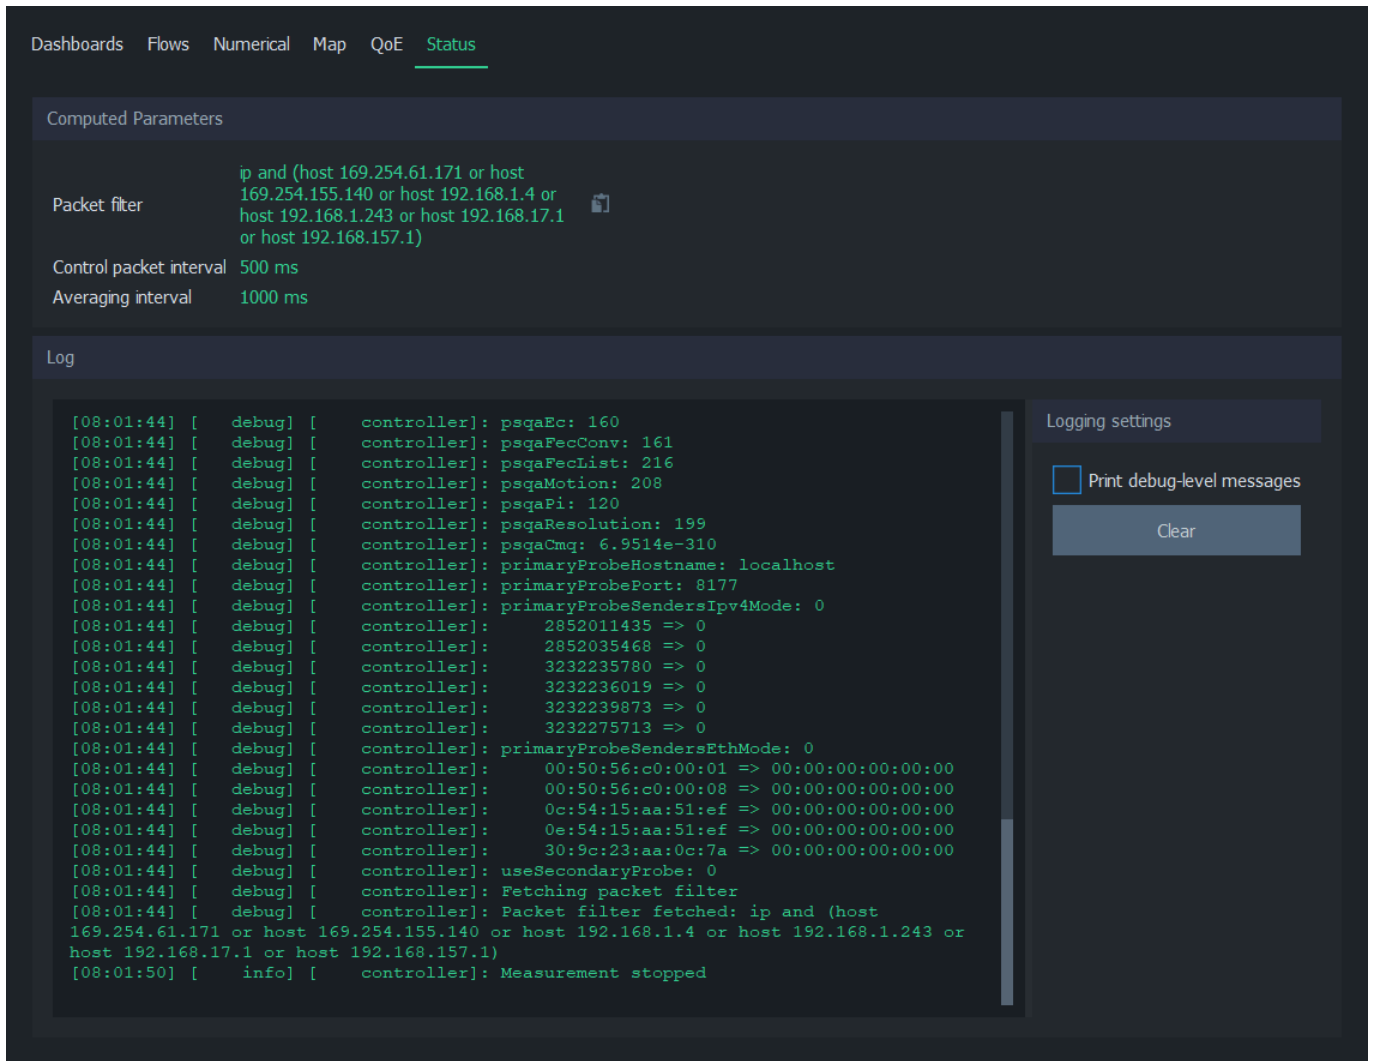 Dashboards Flows Numerical Map QoE Status
Computed Parameters
Packet filter
ip and (host 169.254.61.171 or host
169.254.155.140 or host 192.168.1.4 or
host 192.168.1.243 or host 192.168.17.1
or host 192.168.157.1)
Control packet interval 500 ms
Averaging interval 1000 ms
Log
[08:01:44] [   debug] [    controller]: psqaEc: 160
[08:01:44] [   debug] [    controller]: psqaFecConv: 161
[08:01:44] [   debug] [    controller]: psqaFecList: 216
[08:01:44] [   debug] [    controller]: psqaMotion: 208
[08:01:44] [   debug] [    controller]: psqaPi: 120
[08:01:44] [   debug] [    controller]: psqaResolution: 199
[08:01:44] [   debug] [    controller]: psqaCmq: 6.9514e-310
[08:01:44] [   debug] [    controller]: primaryProbeHostname: localhost
[08:01:44] [   debug] [    controller]: primaryProbePort: 8177
[08:01:44] [   debug] [    controller]: primaryProbeSendersIpv4Mode: 0
[08:01:44] [   debug] [    controller]:     2852011435 => 0
[08:01:44] [   debug] [    controller]:     2852035468 => 0
[08:01:44] [   debug] [    controller]:     3232235780 => 0
[08:01:44] [   debug] [    controller]:     3232236019 => 0
[08:01:44] [   debug] [    controller]:     3232239873 => 0
[08:01:44] [   debug] [    controller]:     3232275713 => 0
[08:01:44] [   debug] [    controller]: primaryProbeSendersEthMode: 0
[08:01:44] [   debug] [    controller]:     00:50:56:c0:00:01 => 00:00:00:00:00:00
[08:01:44] [   debug] [    controller]:     00:50:56:c0:00:08 => 00:00:00:00:00:00
[08:01:44] [   debug] [    controller]:     0c:54:15:aa:51:ef => 00:00:00:00:00:00
[08:01:44] [   debug] [    controller]:     0e:54:15:aa:51:ef => 00:00:00:00:00:00
[08:01:44] [   debug] [    controller]:     30:9c:23:aa:0c:7a => 00:00:00:00:00:00
[08:01:44] [   debug] [    controller]: useSecondaryProbe: 0
[08:01:44] [   debug] [    controller]: Fetching packet filter
[08:01:44] [   debug] [    controller]: Packet filter fetched: ip and (host
169.254.61.171 or host 169.254.155.140 or host 192.168.1.4 or host 192.168.1.243 or
host 192.168.17.1 or host 192.168.157.1)
[08:01:50] [    info] [    controller]: Measurement stopped
Logging settings
Print debug-level messages
Clear